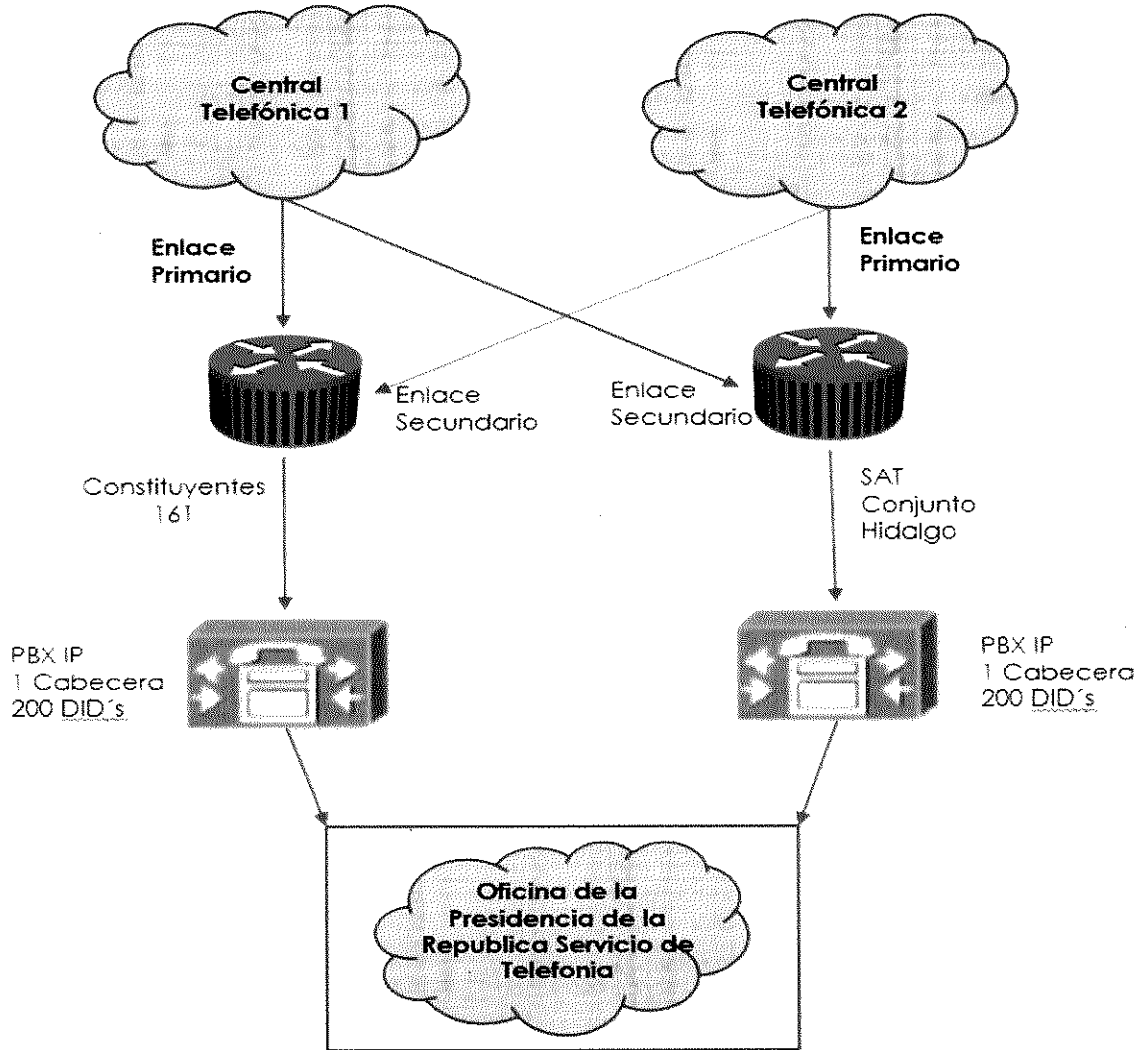 Central
Telefónica 1
Central
Telefónica 2
Enlace
Primario
Enlace
Primario
Enlace
Secundario
Enlace
Secundario
Constituyentes
161
SAT
Conjunto
Hidalgo
PBX IP
1 Cabecera
200 DID´s
PBX IP
1 Cabecera
200 DID´s
Oficina de la
Presidencia de la
Republica Servicio de
Telefonia